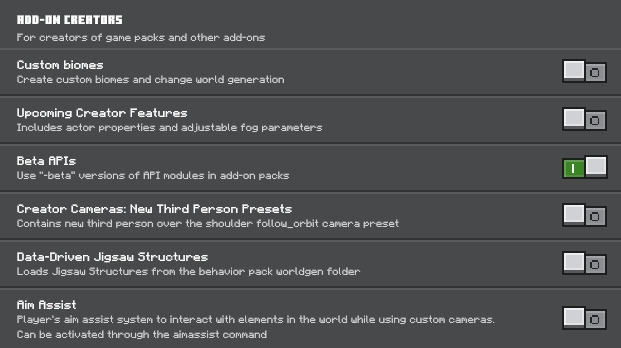 ADD-ON CREATORS
For creators of game packs and other add-ons
Custom biomes
Create custom biomes and change world generation
Upcoming Creator Features
Includes actor properties and adjustable fog parameters
Beta APIs
Use "-beta" versions of API modules in add-on packs
Creator Cameras: New Third Person Presets
Contains new third person over the shoulder follow_orbit camera preset
Data-Driven Jigsaw Structures
Loads Jigsaw Structures from the behavior pack worldgen folder
Aim Assist
Player's aim assist system to interact with elements in the world while using custom cameras.
Can be activated through the aimassist command